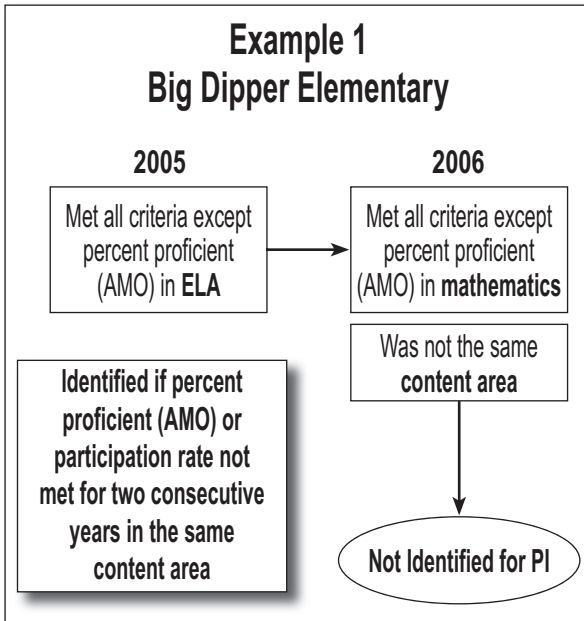 Example 1
Big Dipper Elementary
2005
Met all criteria except
percent proficient
(AMO) in ELA
2006
Met all criteria except
percent proficient
(AMO) in mathematics
Was not the same
content area
Identified if percent
proficient (AMO) or
participation rate not
met for two consecutive
years in the same
content area
Not Identified for PI